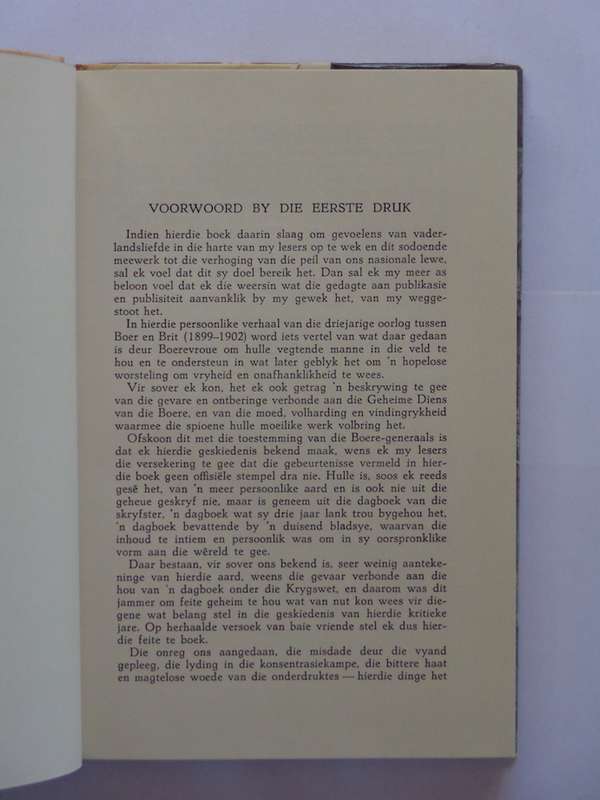 VOORWOORD BY DIE EERSTE DRUK
Indien hierdie boek daarin slaag om gevoelens van vader-
landsliefde in die harte van my lesers op te wek en dit sodoende
meewerk tot die verhoging van die peil van ons nasionale lewe,
sal ek voel dat dit sy doel bereik het. Dan sal ek my meer as
beloon voel dat ek die weersin wat die gedagte aan publikasie
en publisiteit aanvanklik by my gewek het, van my wegge-
stoot het.
In hierdie persoonlike verhaal van die driejarige oorlog tussen
Boer en Brit (1899–1902) word iets vertel van wat daar gedaan
is deur Boerevroue om hulle vegtende manne in die veld te
hou en te ondersteun in wat later geblyk het om 'n hopelose
worsteling om vryheid en onafhanklikheid te wees.
Vir sover ek kon, het ek ook getrag 'n beskrywing te gee
van die gevare en ontberinge verbonde aan die Geheime Diens
van die Boere, en van die moed, volharding en vindingrykheid
waarmee die spioene hulle moeilike werk volbring het.
Ofskoon dit met die toestemming van die Boere-generaals is
dat ek hierdie geskiedenis bekend maak, wens ek my lesers
die versekering te gee dat die gebeurtenisse vermeld in hier-
die boek geen offisiële stempel dra nie. Hulle is, soos ek reeds
gesê het, van 'n meer persoonlike aard en is ook nie uit die
geheue geskryf nie, maar is geneem uit die dagboek van die
skryfster, 'n dagboek wat sy drie jaar lank trou bygehou het,
'n dagboek bevattende by 'n duisend bladsye, waarvan die
inhoud te intiem en persoonlik was om in sy oorspronklike
vorm aan die wêreld te gee.
Daar bestaan, vir sover ons bekend is, seer weinig aanteke-
ninge van hierdie aard, weens die gevaar verbonde aan die
hou van 'n dagboek onder die Krygswet, en daarom was dit
jammer om feite geheim te hou wat van nut kon wees vir die-
gene wat belang stel in die geskiedenis van hierdie kritieke
jare. Op herhaalde versoek van baie vriende stel ek dus hier-
die feite te boek.
Die onreg ons aangedaan, die misdade deur die vyand
gepleeg, die lyding in die konsentrasiekampe, die bittere haat
en magtelose woede van die onderdruktes — hierdie dinge het